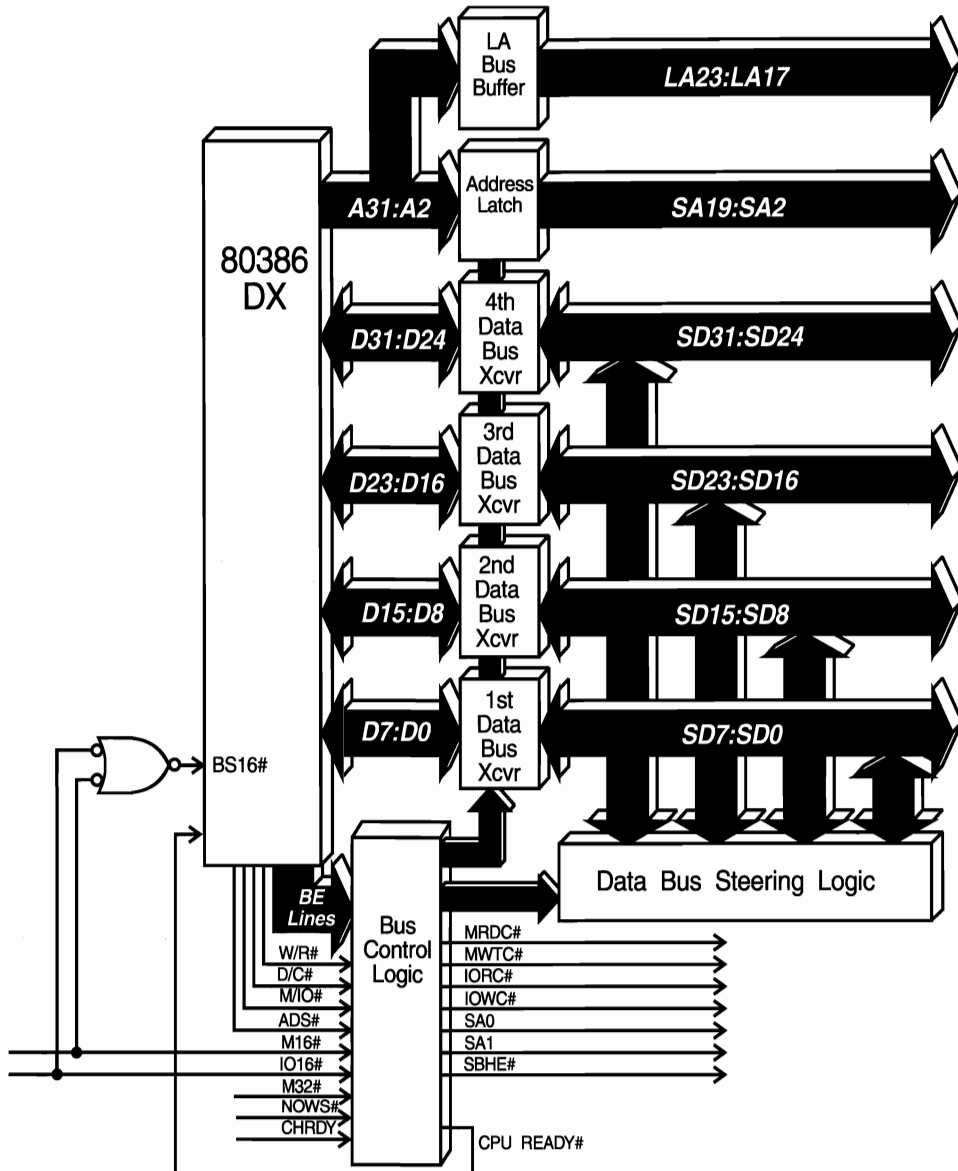 LA
Bus
Buffer
LA23:LA17
A31:A2
Address
Latch
SA19:SA2
80386
DX
D31:D24
4th
Data
Bus
Xcvr
SD31:SD24
D23:D16
3rd
Data
Bus
Xcvr
SD23:SD16
D15:D8
2nd
Data
Bus
Xcvr
SD15:SD8
D7:D0
1st
Data
Bus
Xcvr
SD7:SD0
BS16#
BE
Lines
Bus
Control
Logic
Data Bus Steering Logic
W/R#
D/C#
M/IO#
ADS#
M16#
IO16#
M32#
NOWS#
CHRDY
MRDC#
MWTC#
IORC#
IOWC#
SA0
SA1
SBHE#
CPU READY#